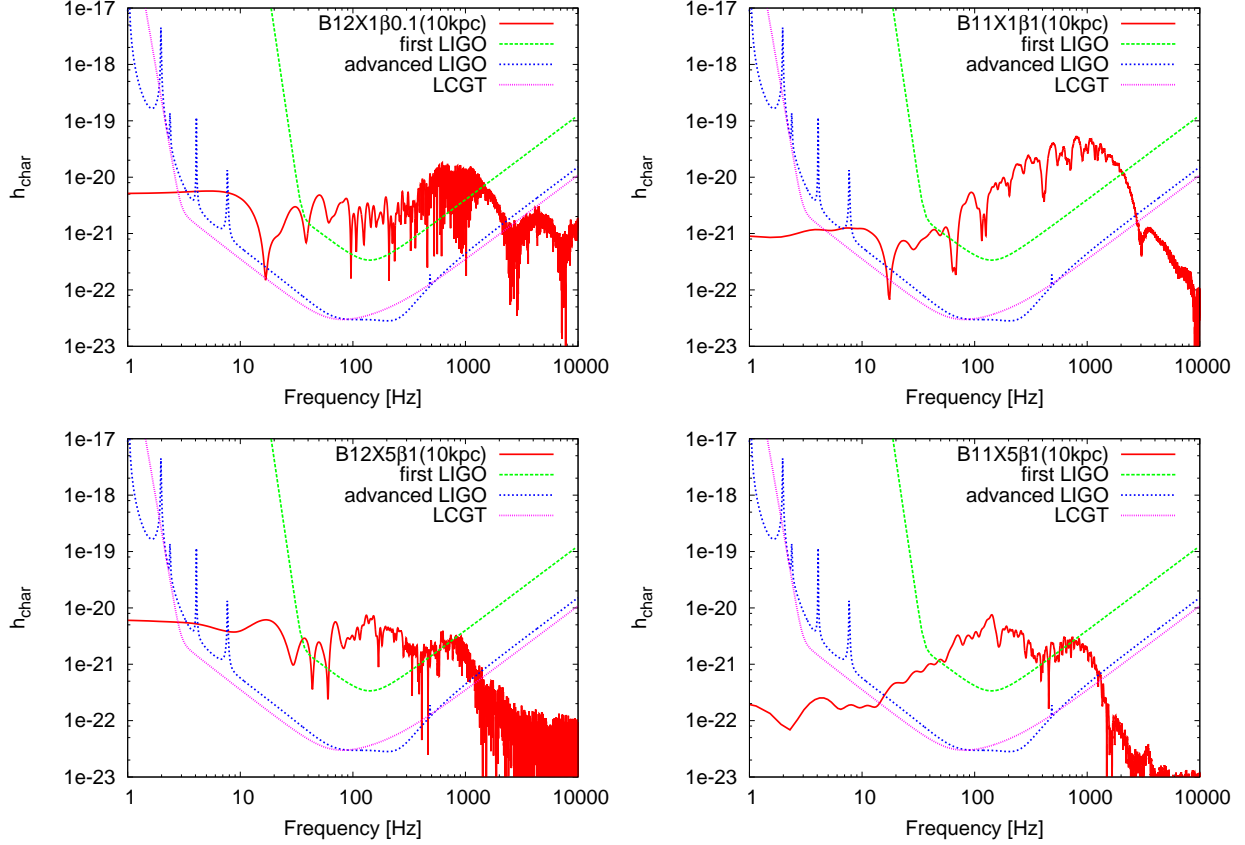 B12X1β0.1(10kpc)
first LIGO
advanced LIGO
LCGT
1e-17
1e-18
1e-19
1e-20
1e-21
1e-22
1e-23
h_char
1 10 100 1000 10000
Frequency [Hz]
B11X1β1(10kpc)
first LIGO
advanced LIGO
LCGT
1e-17
1e-18
1e-19
1e-20
1e-21
1e-22
1e-23
h_char
1 10 100 1000 10000
Frequency [Hz]
B12X5β1(10kpc)
first LIGO
advanced LIGO
LCGT
1e-17
1e-18
1e-19
1e-20
1e-21
1e-22
1e-23
h_char
1 10 100 1000 10000
Frequency [Hz]
B11X5β1(10kpc)
first LIGO
advanced LIGO
LCGT
1e-17
1e-18
1e-19
1e-20
1e-21
1e-22
1e-23
h_char
1 10 100 1000 10000
Frequency [Hz]